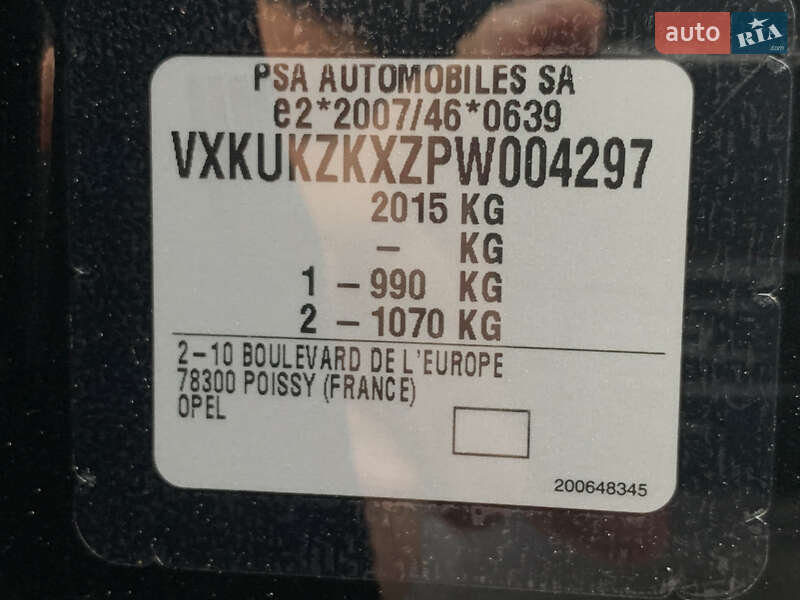 auto RIA
PSA AUTOMOBILES SA
e2*2007/46*0639
VXKUKZKXZPW004297
2015 KG
– KG
1 – 990 KG
2 – 1070 KG
2–10 BOULEVARD DE L'EUROPE
78300 POISSY (FRANCE)
OPEL
200648345